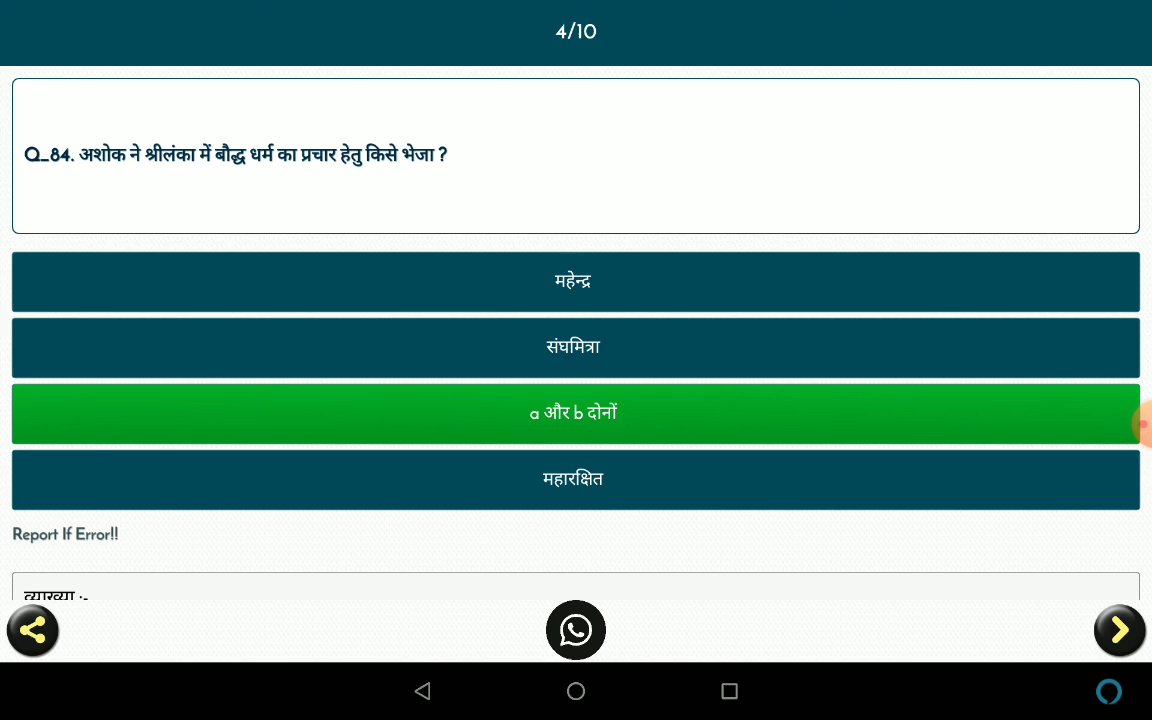 4/10
Q_84. अशोक ने श्रीलंका में बौद्ध धर्म का प्रचार हेतु किसे भेजा ?
महेन्द्र
संघमित्रा
a और b दोनों
महारक्षित
Report If Error!!
व्याख्या :-